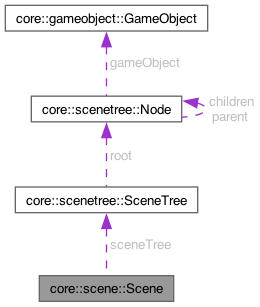 core::gameobject::GameObject
gameObject
core::scenetree::Node
children
parent
root
core::scenetree::SceneTree
sceneTree
core::scene::Scene